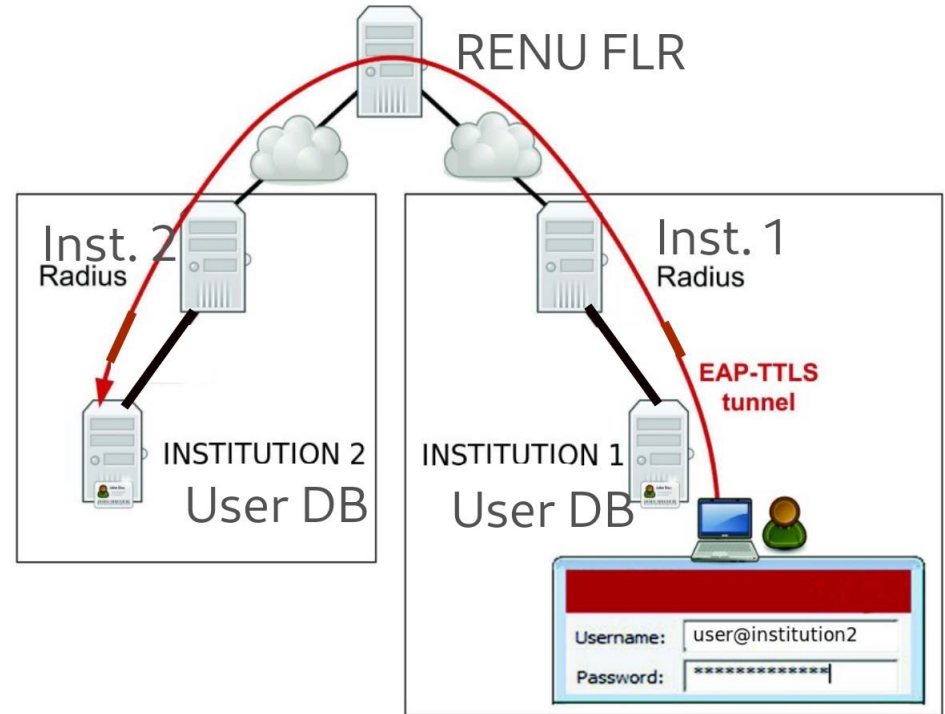 RENU FLR
Inst. 2
Radius
Inst. 1
Radius
EAP-TTLS
tunnel
INSTITUTION 2
User DB
INSTITUTION 1
User DB
Username: user@institution2
Password: *************